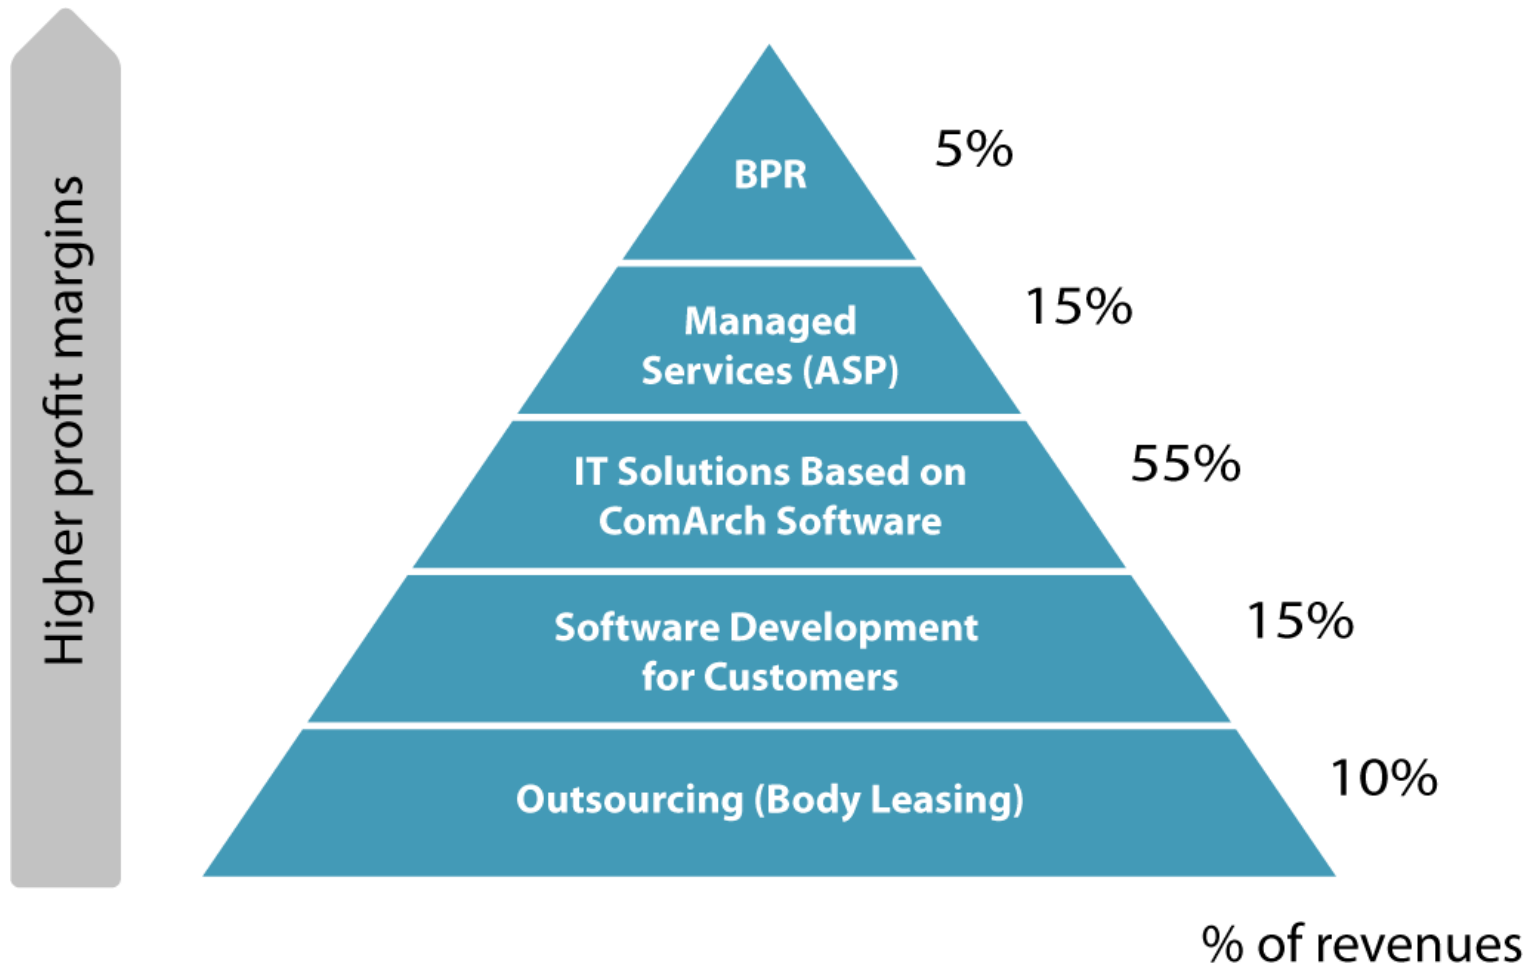 Higher profit margins
BPR
5%
Managed
Services (ASP)
15%
IT Solutions Based on
ComArch Software
55%
Software Development
for Customers
15%
Outsourcing (Body Leasing)
10%
% of revenues